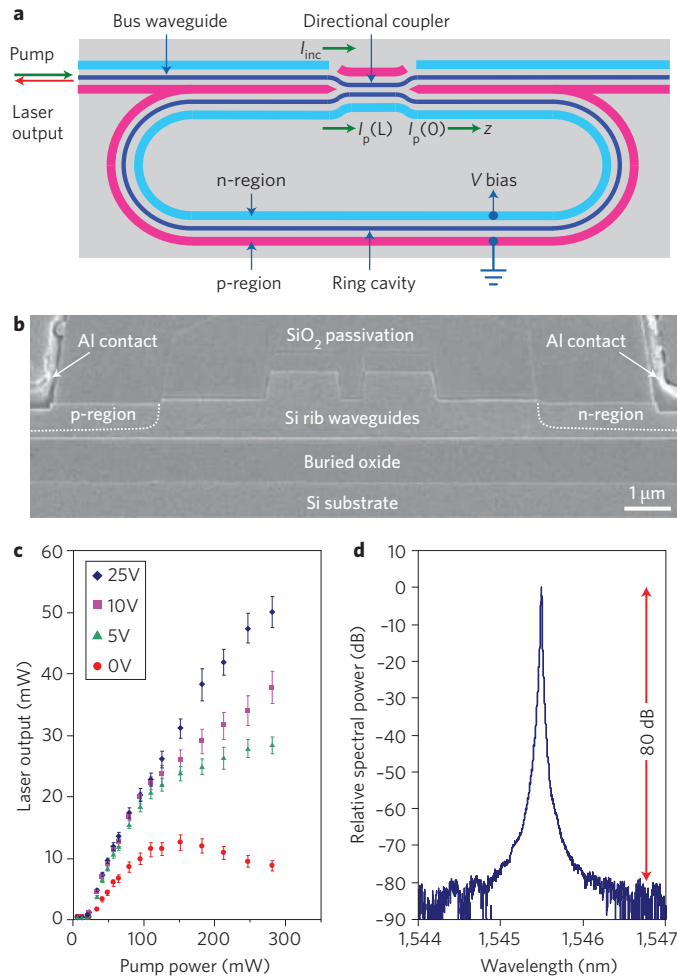 a
Bus waveguide
Directional coupler
I_inc
Pump
Laser
output
I_p(L)
I_p(0)
z
n-region
V bias
p-region
Ring cavity
b
SiO₂ passivation
Al contact
Al contact
p-region
Si rib waveguides
n-region
Buried oxide
Si substrate
1 μm
c
60
50
40
30
20
10
0
25V
10V
5V
0V
Laser output (mW)
0
100
200
300
Pump power (mW)
d
10
0
-10
-20
-30
-40
-50
-60
-70
-80
-90
Relative spectral power (dB)
80 dB
1,544
1,545
1,546
1,547
Wavelength (nm)